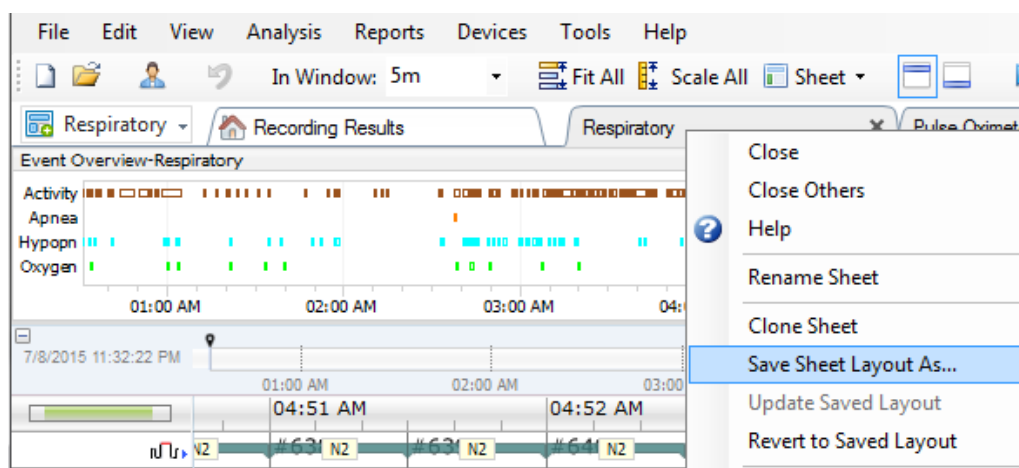 File Edit View Analysis Reports Devices Tools Help
In Window: 5m Fit All Scale All Sheet
Respiratory Recording Results Respiratory Pulse Oximet
Event Overview-Respiratory
Activity
Apnea
Hypopn
Oxygen
01:00 AM 02:00 AM 03:00 AM 04:
7/8/2015 11:32:22 PM
01:00 AM 02:00 AM 03:00
04:51 AM 04:52 AM
N2 N2 N2 N2
Close
Close Others
Help
Rename Sheet
Clone Sheet
Save Sheet Layout As...
Update Saved Layout
Revert to Saved Layout